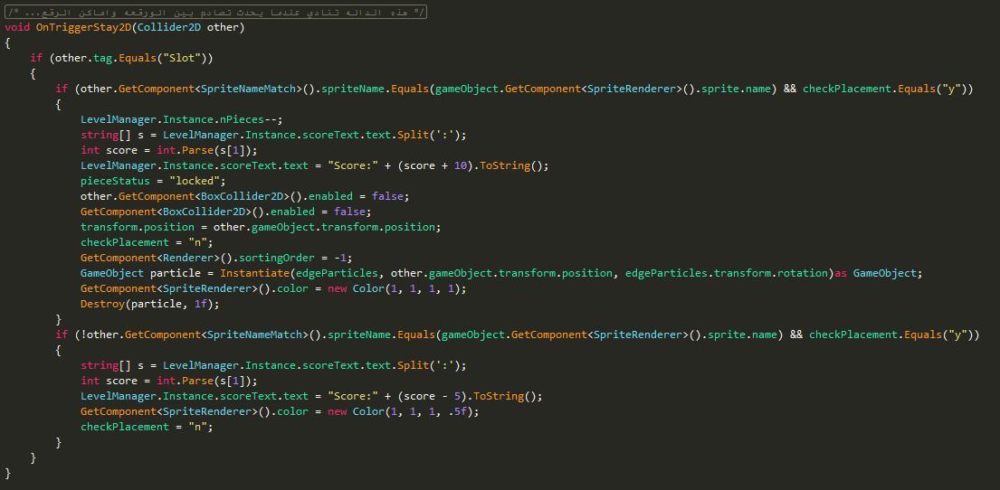 /* هذه الداله تنادي عندما يحدث تصادم بين الورقعه واماكن الرقع... */
void OnTriggerStay2D(Collider2D other)
{
    if (other.tag.Equals("Slot"))
    {
        if (other.GetComponent<SpriteNameMatch>().spriteName.Equals(gameObject.GetComponent<SpriteRenderer>().sprite.name) && checkPlacement.Equals("y"))
        {
            LevelManager.Instance.nPieces--;
            string[] s = LevelManager.Instance.scoreText.text.Split(':');
            int score = int.Parse(s[1]);
            LevelManager.Instance.scoreText.text = "Score:" + (score + 10).ToString();
            pieceStatus = "locked";
            other.GetComponent<BoxCollider2D>().enabled = false;
            GetComponent<BoxCollider2D>().enabled = false;
            transform.position = other.gameObject.transform.position;
            checkPlacement = "n";
            GetComponent<Renderer>().sortingOrder = -1;
            GameObject particle = Instantiate(edgeParticles, other.gameObject.transform.position, edgeParticles.transform.rotation)as GameObject;
            GetComponent<SpriteRenderer>().color = new Color(1, 1, 1, 1);
            Destroy(particle, 1f);
        }
        if (!other.GetComponent<SpriteNameMatch>().spriteName.Equals(gameObject.GetComponent<SpriteRenderer>().sprite.name) && checkPlacement.Equals("y"))
        {
            string[] s = LevelManager.Instance.scoreText.text.Split(':');
            int score = int.Parse(s[1]);
            LevelManager.Instance.scoreText.text = "Score:" + (score - 5).ToString();
            GetComponent<SpriteRenderer>().color = new Color(1, 1, 1, .5f);
            checkPlacement = "n";
        }
    }
}